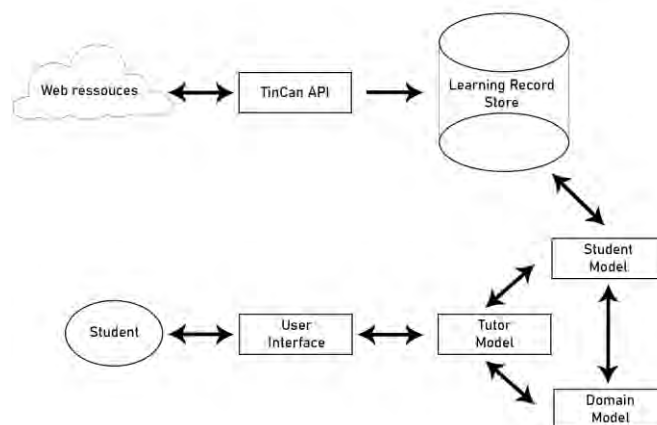 Web ressouces
TinCan API
Learning Record
Store
Student
Model
Student
User
Interface
Tutor
Model
Domain
Model